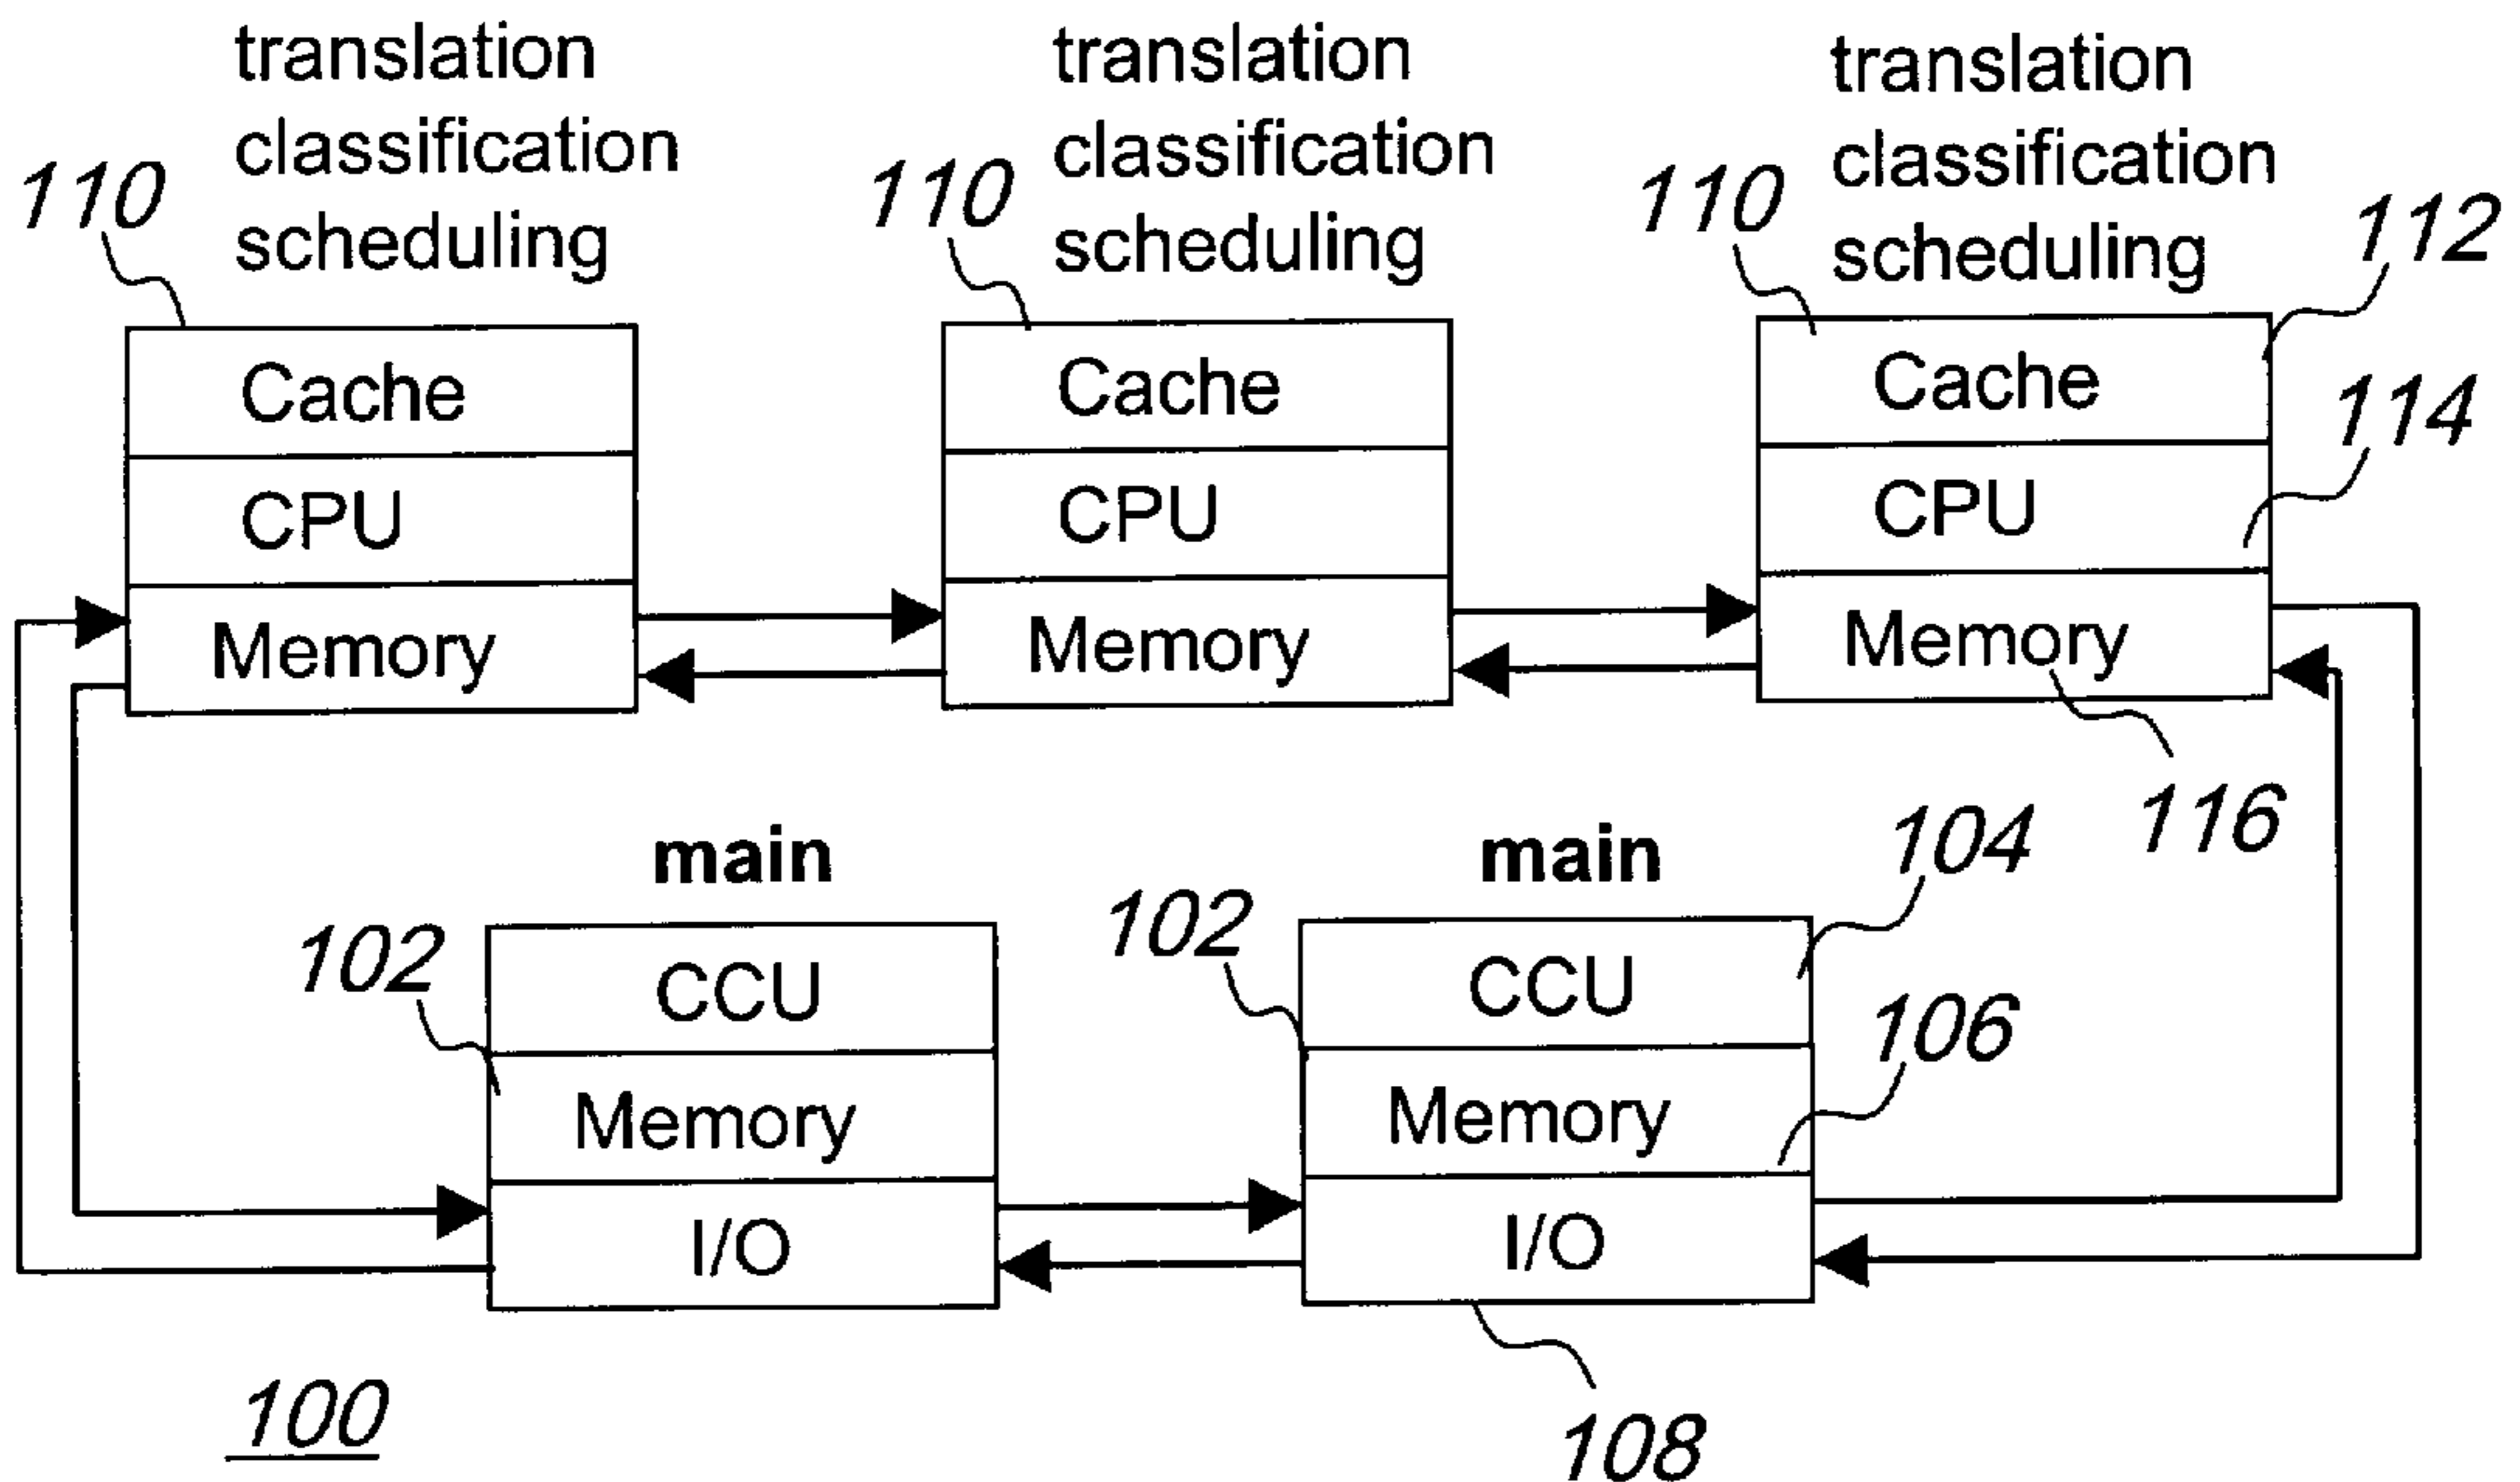 translation
classification
scheduling
translation
classification
scheduling
translation
classification
scheduling
110
110
110
112
Cache
Cache
Cache
114
CPU
CPU
CPU
Memory
Memory
Memory
116
main
main
104
102
102
CCU
CCU
106
Memory
Memory
I/O
I/O
100
108